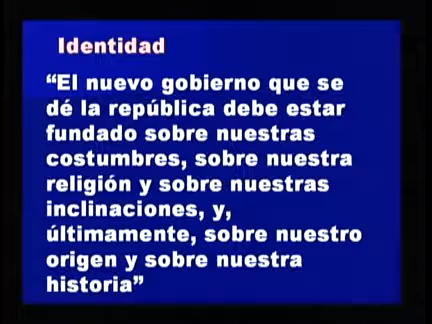 Identidad
“El nuevo gobierno que se
dé la república debe estar
fundado sobre nuestras
costumbres, sobre nuestra
religión y sobre nuestras
inclinaciones, y,
últimamente, sobre nuestro
origen y sobre nuestra
historia”